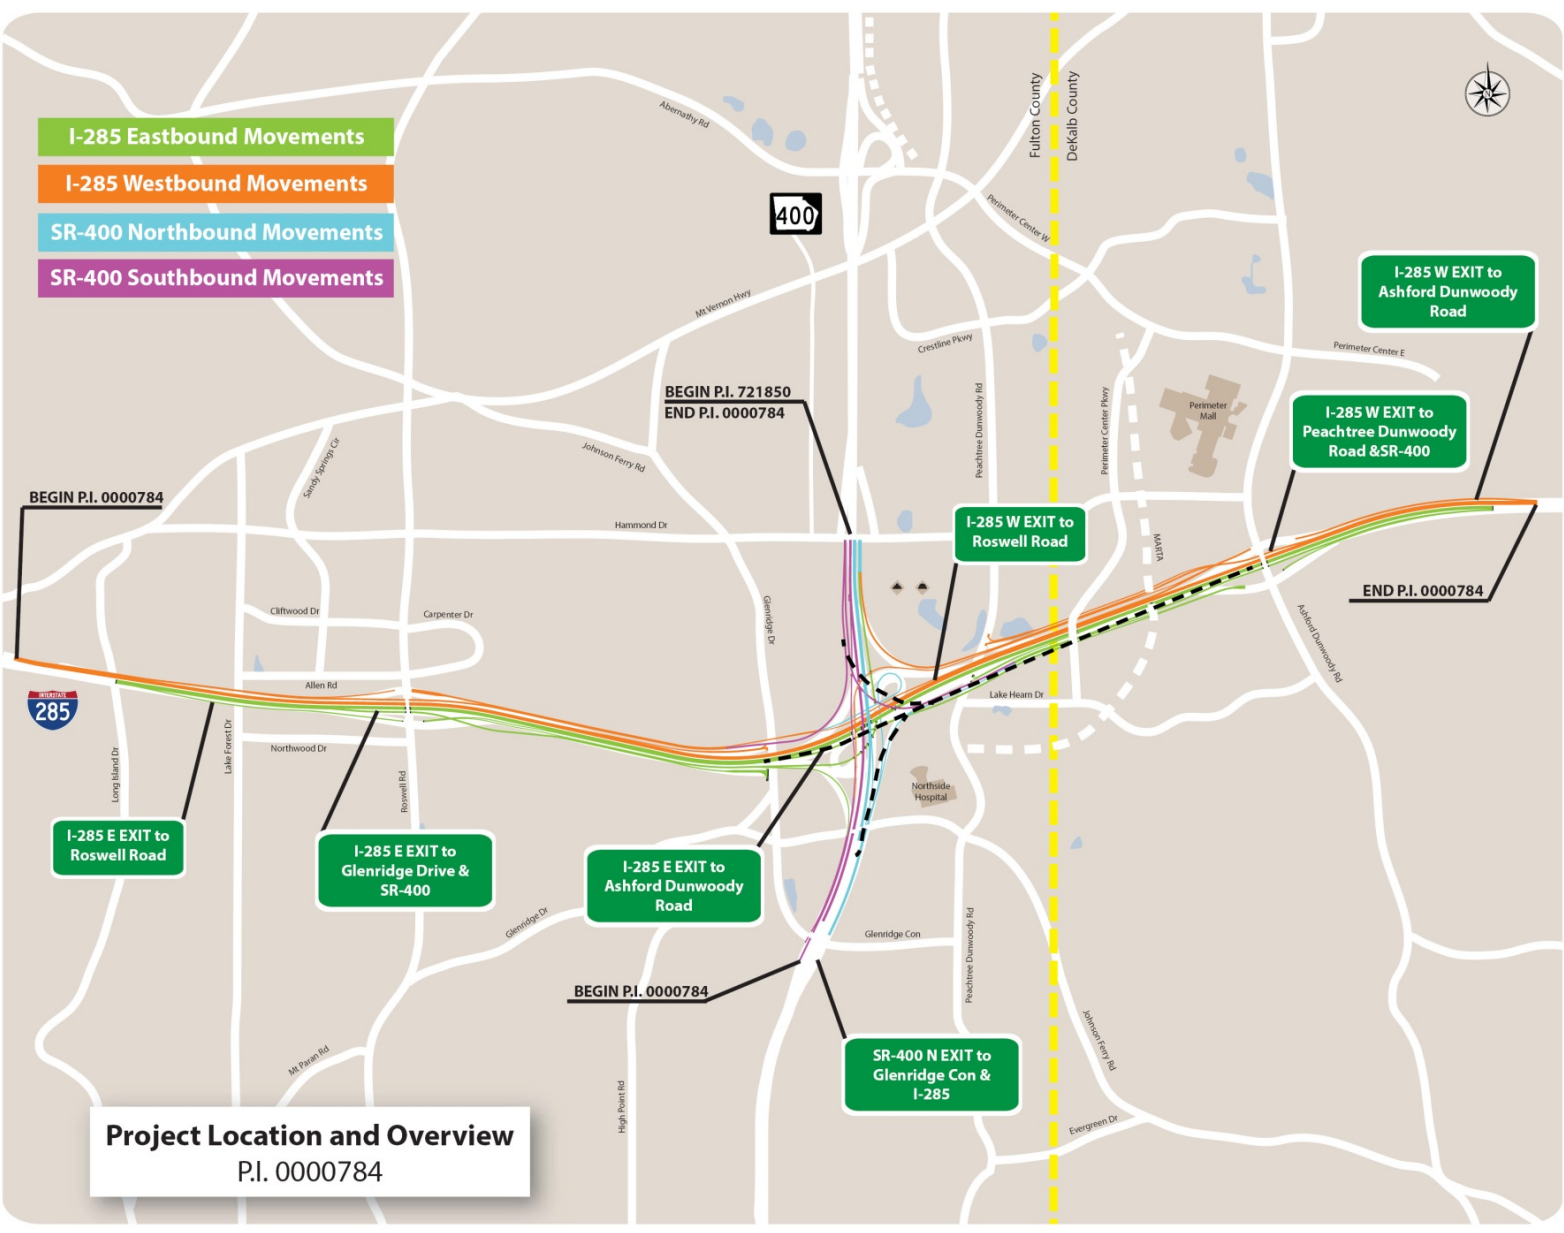 I-285 Eastbound Movements
I-285 Westbound Movements
SR-400 Northbound Movements
SR-400 Southbound Movements
Abernathy Rd
Fulton County
DeKalb County
N
400
Perimeter Center W
Mt Vernon Hwy
I-285 W EXIT to
Ashford Dunwoody
Road
Crestline Pkwy
Perimeter Center E
BEGIN P.I. 721850
END P.I. 0000784
Peachtree Dunwoody Rd
Perimeter Center Pkwy
Perimeter
Mall
I-285 W EXIT to
Peachtree Dunwoody
Road &SR-400
Johnson Ferry Rd
Sandy Springs Cir
BEGIN P.I. 0000784
Hammond Dr
I-285 W EXIT to
Roswell Road
MARTA
END P.I. 0000784
Cliftwood Dr
Carpenter Dr
Glenridge Dr
Ashford Dunwoody Rd
Allen Rd
INTERSTATE
285
Lake Hearn Dr
Long Island Dr
Lake Forest Dr
Northwood Dr
Roswell Rd
Northside
Hospital
I-285 E EXIT to
Roswell Road
I-285 E EXIT to
Glenridge Drive &
SR-400
I-285 E EXIT to
Ashford Dunwoody
Road
Glenridge Dr
Glenridge Con
Peachtree Dunwoody Rd
BEGIN P.I. 0000784
SR-400 N EXIT to
Glenridge Con &
I-285
Johnson Ferry Rd
Mt Paran Rd
High Point Rd
Evergreen Dr
Project Location and Overview
P.I. 0000784